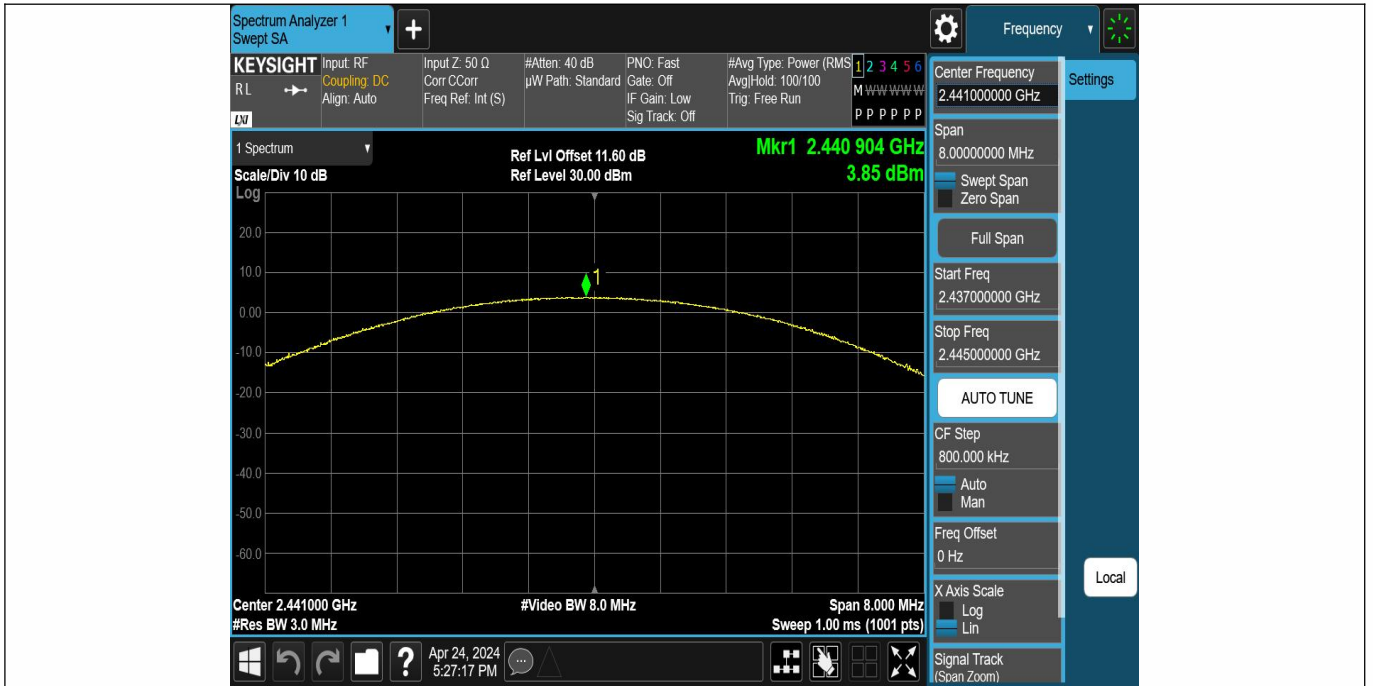 Spectrum Analyzer 1
Swept SA
+
Frequency
KEYSIGHT
RL
LXI
Input: RF
Coupling: DC
Align: Auto
Input Z: 50 Ω
Corr CCorr
Freq Ref: Int (S)
#Atten: 40 dB
µW Path: Standard
PNO: Fast
Gate: Off
IF Gain: Low
Sig Track: Off
#Avg Type: Power (RMS
Avg|Hold: 100/100
Trig: Free Run
1 2 3 4 5 6
M W W W W W
P P P P P P
1 Spectrum
Scale/Div 10 dB
Ref Lvl Offset 11.60 dB
Ref Level 30.00 dBm
Mkr1 2.440 904 GHz
3.85 dBm
Log
20.0
10.0
0.00
-10.0
-20.0
-30.0
-40.0
-50.0
-60.0
1
Center 2.441000 GHz
#Res BW 3.0 MHz
#Video BW 8.0 MHz
Span 8.000 MHz
Sweep 1.00 ms (1001 pts)
Center Frequency
2.441000000 GHz
Settings
Span
8.00000000 MHz
Swept Span
Zero Span
Full Span
Start Freq
2.437000000 GHz
Stop Freq
2.445000000 GHz
AUTO TUNE
CF Step
800.000 kHz
Auto
Man
Freq Offset
0 Hz
X Axis Scale
Log
Lin
Signal Track
(Span Zoom)
Local
?
Apr 24, 2024
5:27:17 PM